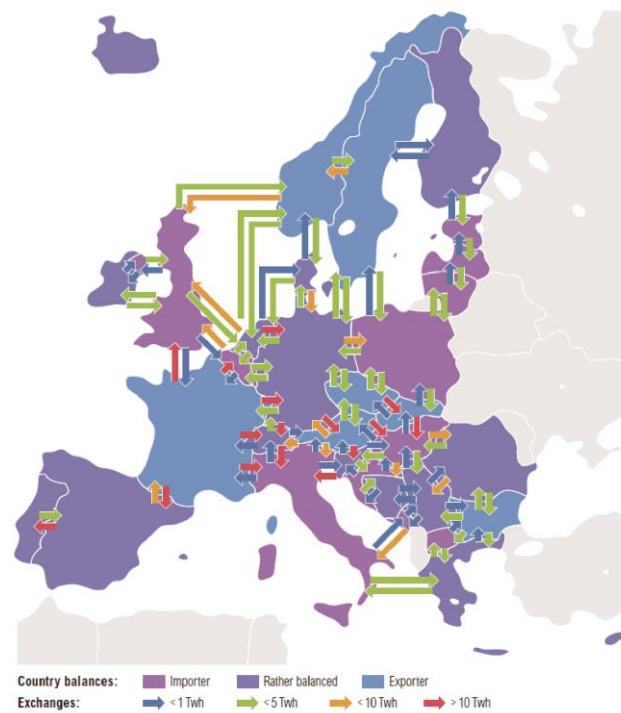 Country balances: Importer Rather balanced Exporter
Exchanges: < 1 Twh < 5 Twh < 10 Twh > 10 Twh